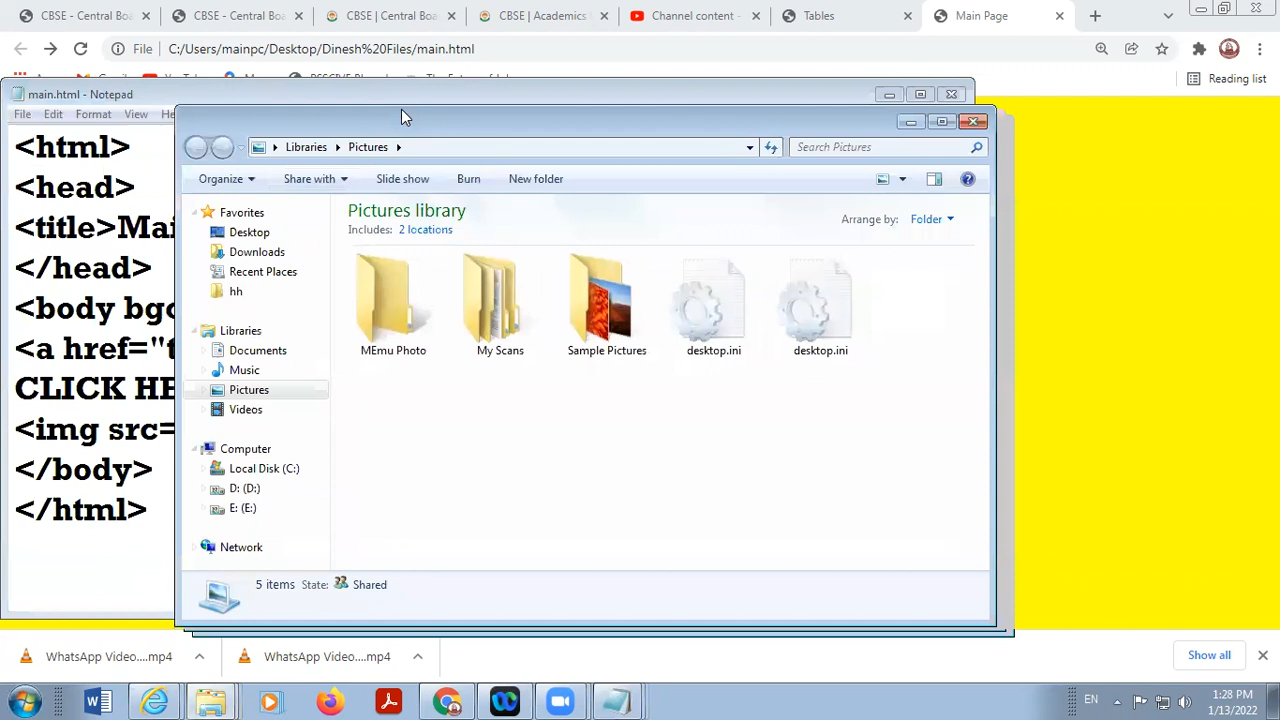 CBSE - Central Boa
CBSE - Central Boa
CBSE| Central Boa
CBSE | Academics
Channel content -
Tables
Main Page
File
C:/Users/mainpc/Desktop/Dinesh%20Files/main.html
Reading list
main.html - Notepad
File Edit Format View He
<html>
<head>
<title>Mai
</head>
<body bgc
<a href="t
CLICK HE
<img src=
</body>
</html>
Libraries Pictures
Search Pictures
Organize Share with Slide show Burn New folder
Favorites
Desktop
Downloads
Recent Places
hh
Libraries
Documents
Music
Pictures
Videos
Computer
Local Disk (C:)
D: (D:)
E: (E:)
Network
Pictures library
Includes: 2 locations
Arrange by: Folder
MEmu Photo
My Scans
Sample Pictures
desktop.ini
desktop.ini
5 items State: Shared
WhatsApp Video....mp4
WhatsApp Video....mp4
Show all
EN
1:28 PM
1/13/2022